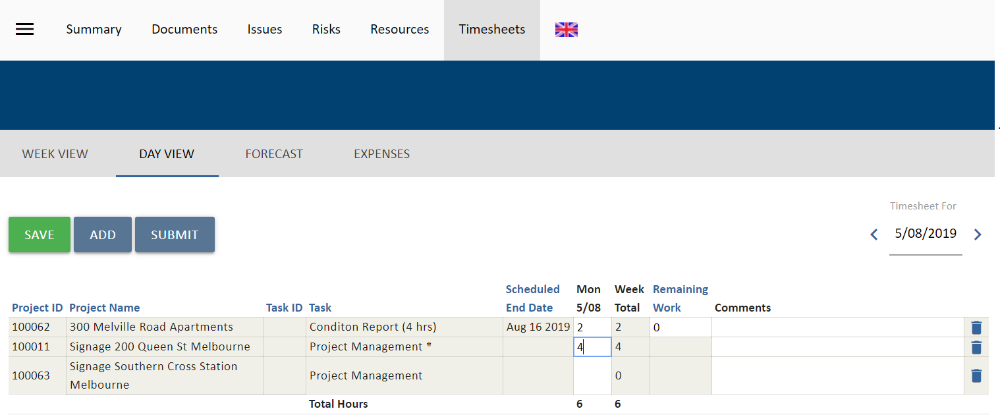 Summary Documents Issues Risks Resources Timesheets
WEEK VIEW DAY VIEW FORECAST EXPENSES
Timesheet For
SAVE ADD SUBMIT 5/08/2019
Scheduled Mon Week Remaining
Project ID Project Name Task ID Task End Date 5/08 Total Work Comments
100062 300 Melville Road Apartments Conditon Report (4 hrs) Aug 16 2019 2 2 0
100011 Signage 200 Queen St Melbourne Project Management * 4 4
Signage Southern Cross Station
100063 Project Management 0
Melbourne
Total Hours 6 6